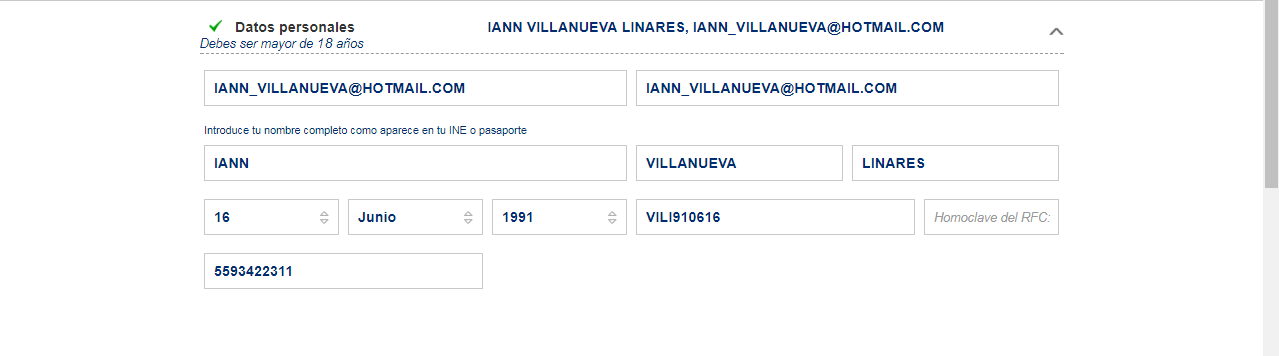 Datos personales IANN VILLANUEVA LINARES, IANN_VILLANUEVA@HOTMAIL.COM
Debes ser mayor de 18 años
IANN_VILLANUEVA@HOTMAIL.COM IANN_VILLANUEVA@HOTMAIL.COM
Introduce tu nombre completo como aparece en tu INE o pasaporte
IANN VILLANUEVA LINARES
16 Junio 1991 VILI910616 Homoclave del RFC:
5593422311